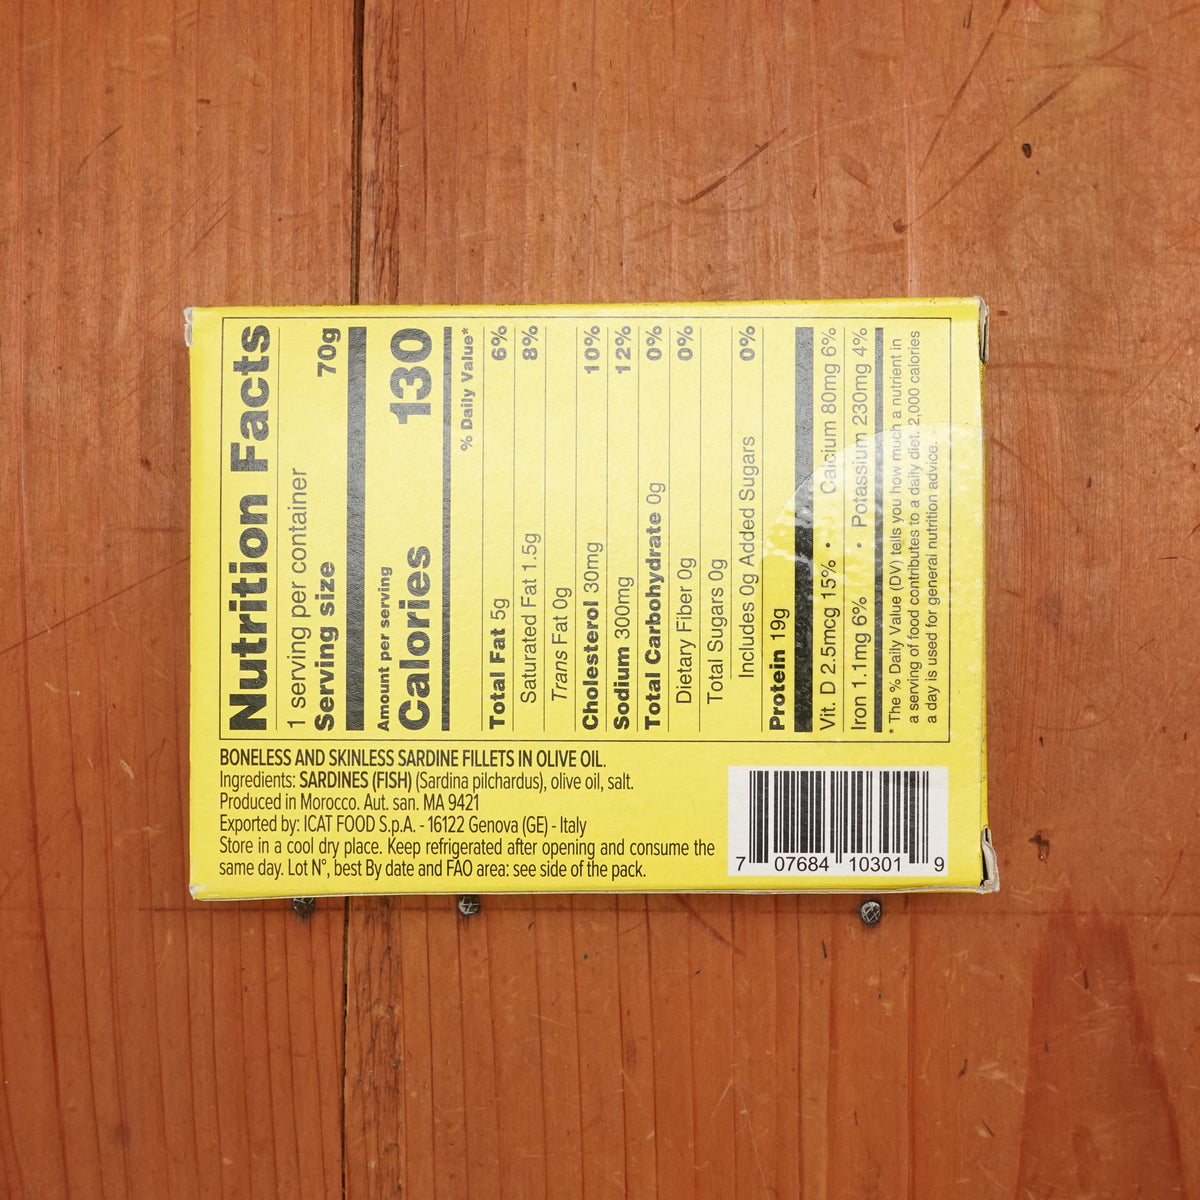 Nutrition Facts
1 serving per container
Serving size 70g
Amount per serving
Calories 130
% Daily Value*
Total Fat 5g 6%
Saturated Fat 1.5g 8%
Trans Fat 0g
Cholesterol 30mg 10%
Sodium 300mg 12%
Total Carbohydrate 0g 0%
Dietary Fiber 0g 0%
Total Sugars 0g
Includes 0g Added Sugars 0%
Protein 19g
Vit. D 2.5mcg 15% • Calcium 80mg 6%
Iron 1.1mg 6% • Potassium 230mg 4%
* The % Daily Value (DV) tells you how much a nutrient in
a serving of food contributes to a daily diet. 2,000 calories
a day is used for general nutrition advice.
BONELESS AND SKINLESS SARDINE FILLETS IN OLIVE OIL.
Ingredients: SARDINES (FISH) (Sardina pilchardus), olive oil, salt.
Produced in Morocco. Aut. san. MA 9421
Exported by: ICAT FOOD S.p.A. - 16122 Genova (GE) - Italy
Store in a cool dry place. Keep refrigerated after opening and consume the
same day. Lot N°, best By date and FAO area: see side of the pack.
7 07684 10301 9